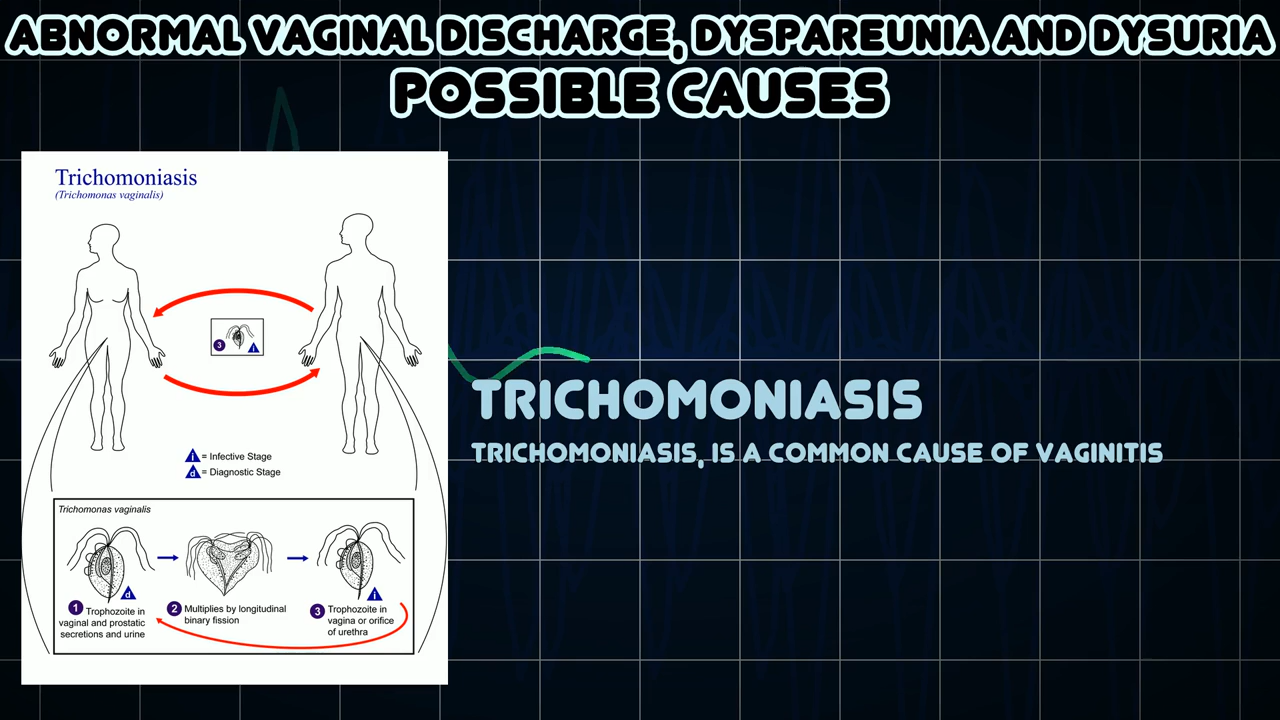 ABNORMAL VAGINAL DISCHARGE, DYSPAREUNIA AND DYSURIA
POSSIBLE CAUSES
Trichomoniasis
(Trichomonas vaginalis)
3 i
i = Infective Stage
d = Diagnostic Stage
Trichomonas vaginalis
d
i
1 Trophozoite in
vaginal and prostatic
secretions and urine
2 Multiplies by longitudinal
binary fission
3 Trophozoite in
vagina or orifice
of urethra
TRICHOMONIASIS
TRICHOMONIASIS, IS A COMMON CAUSE OF VAGINITIS